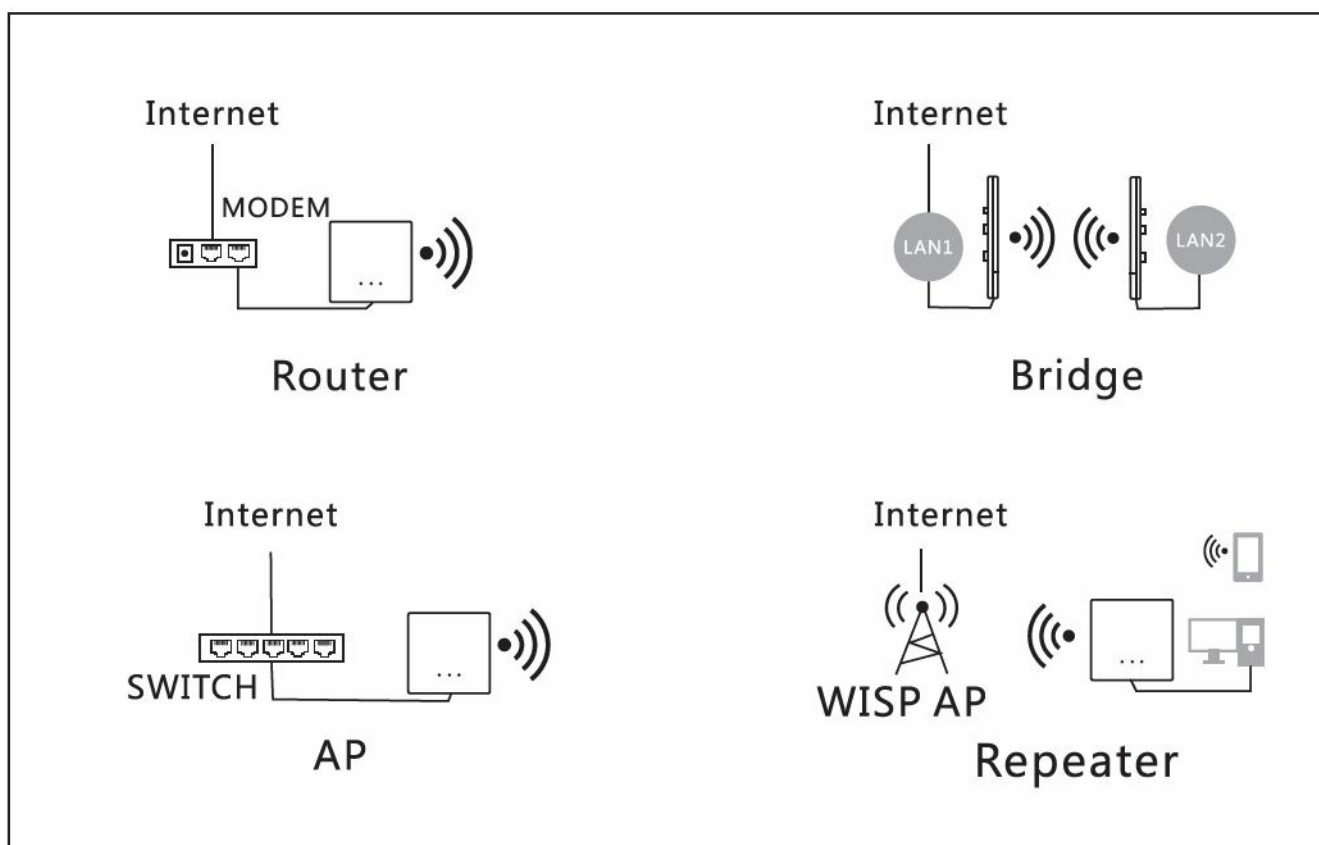 Internet
MODEM
Router
Internet
LAN1
LAN2
Bridge
Internet
SWITCH
AP
Internet
WISP AP
Repeater